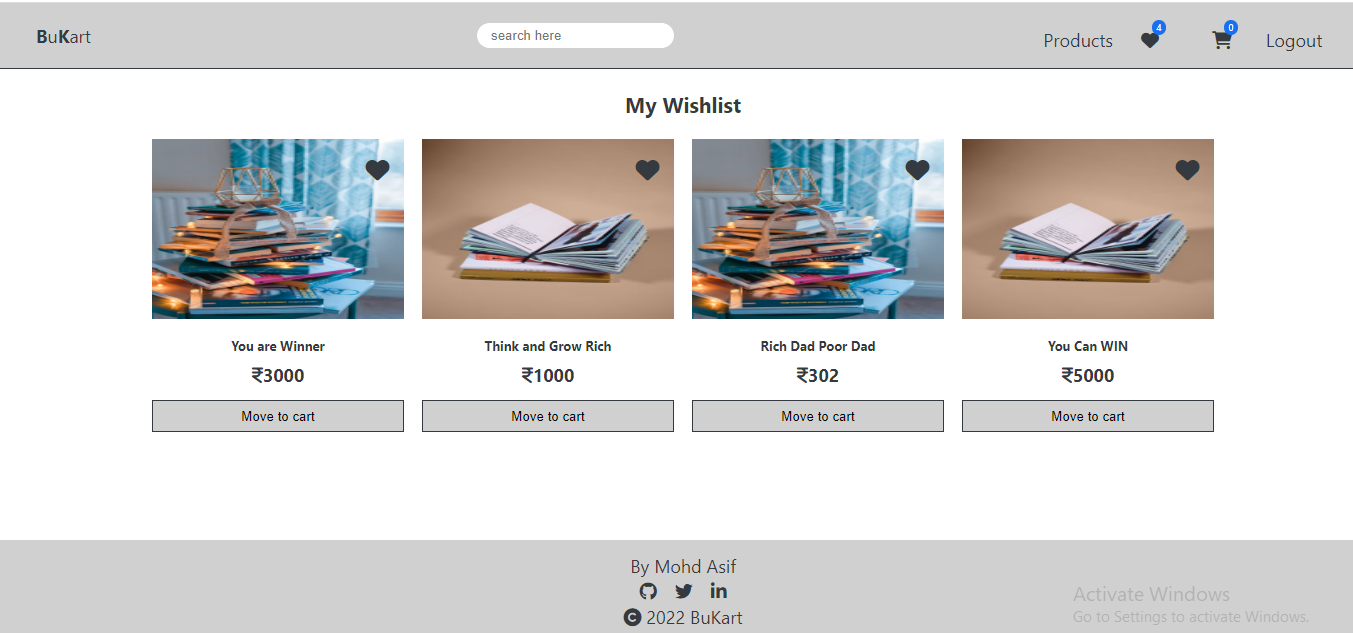 BuKart
search here
Products
4
0
Logout
My Wishlist
You are Winner
Think and Grow Rich
Rich Dad Poor Dad
You Can WIN
₹3000
₹1000
₹302
₹5000
Move to cart
Move to cart
Move to cart
Move to cart
By Mohd Asif
in
© 2022 BuKart
Activate Windows
Go to Settings to activate Windows.